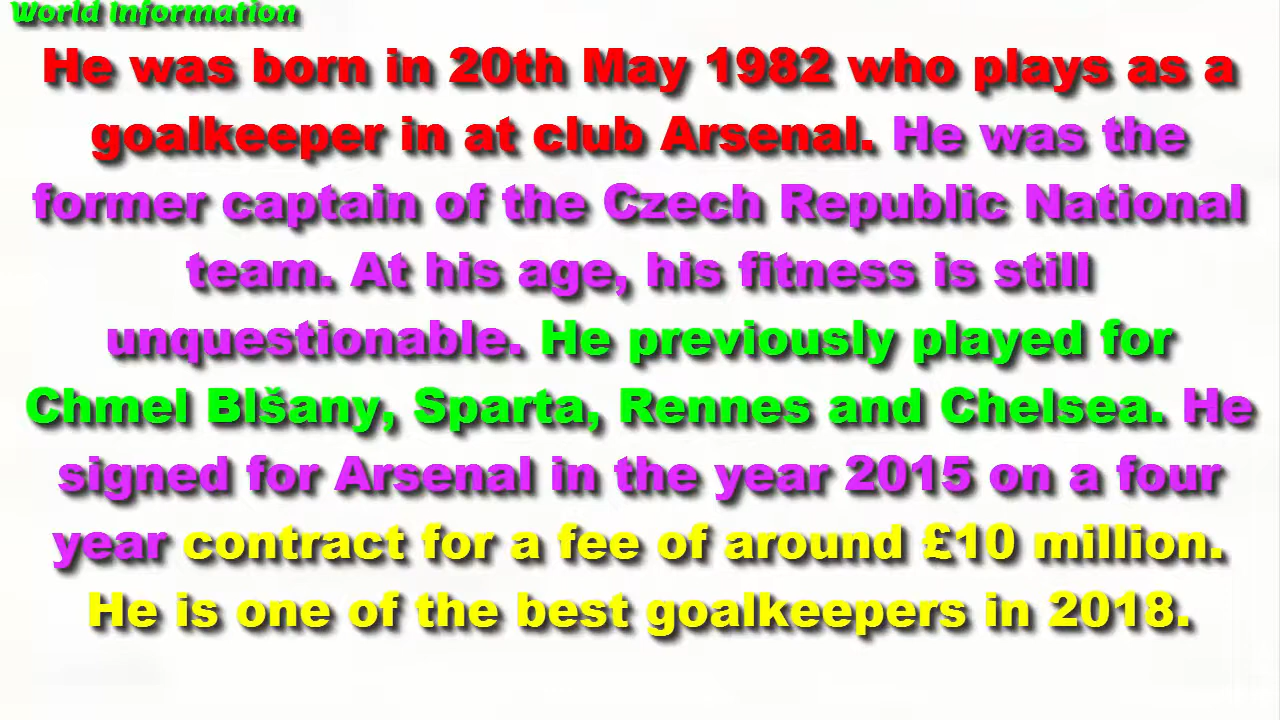 World Information
He was born in 20th May 1982 who plays as a
goalkeeper in at club Arsenal. He was the
former captain of the Czech Republic National
team. At his age, his fitness is still
unquestionable. He previously played for
Chmel Blšany, Sparta, Rennes and Chelsea. He
signed for Arsenal in the year 2015 on a four
year contract for a fee of around £10 million.
He is one of the best goalkeepers in 2018.